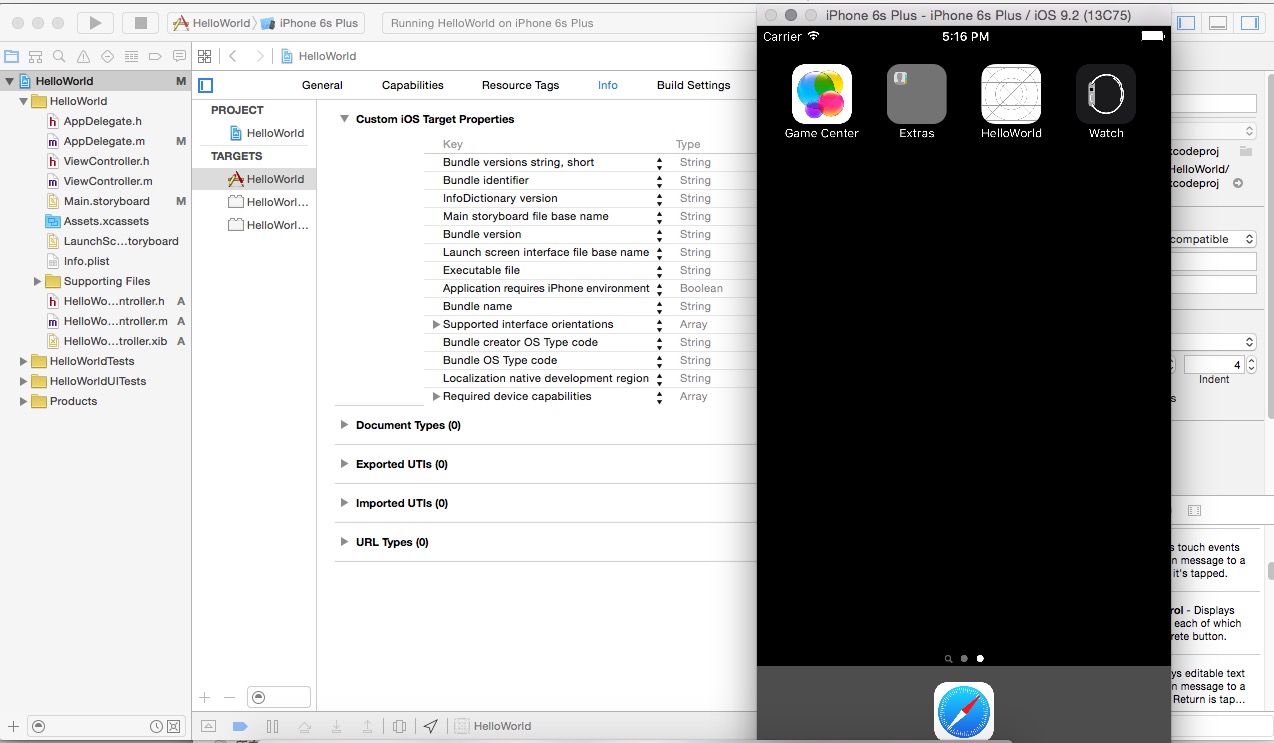 HelloWorld
iPhone 6s Plus
Running HelloWorld on iPhone 6s Plus
HelloWorld
M
HelloWorld
AppDelegate.h
AppDelegate.m
M
ViewController.h
ViewController.m
Main.storyboard
M
Assets.xcassets
LaunchSc...toryboard
Info.plist
Supporting Files
HelloWo...ntroller.h
A
HelloWo...ntroller.m
A
HelloWo...troller.xib
A
HelloWorldTests
HelloWorldUITests
Products
HelloWorld
General Capabilities Resource Tags Info Build Settings
PROJECT
HelloWorld
TARGETS
HelloWorld
HelloWorl...
HelloWorl...
Custom iOS Target Properties
Key Type
Bundle versions string, short String
Bundle identifier String
InfoDictionary version String
Main storyboard file base name String
Bundle version String
Launch screen interface file base name String
Executable file String
Application requires iPhone environment Boolean
Bundle name String
Supported interface orientations Array
Bundle creator OS Type code String
Bundle OS Type code String
Localization native development region String
Required device capabilities Array
Document Types (0)
Exported UTIs (0)
Imported UTIs (0)
URL Types (0)
HelloWorld
iPhone 6s Plus - iPhone 6s Plus / iOS 9.2 (13C75)
Carrier 5:16 PM
Game Center Extras HelloWorld Watch
codeproj
HelloWorld/
codeproj
compatible
4
Indent
s
s touch events
n message to a
it's tapped.
rol - Displays
each of which
rete button.
ys editable text
n message to a
Return is tap...